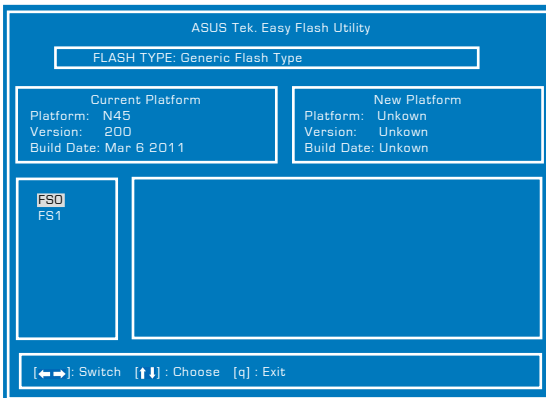 ASUS Tek. Easy Flash Utility
FLASH TYPE: Generic Flash Type
Current Platform
Platform: N45
Version: 200
Build Date: Mar 6 2011
New Platform
Platform: Unkown
Version: Unkown
Build Date: Unkown
FS0
FS1
[←→]: Switch [↑↓] : Choose [q] : Exit